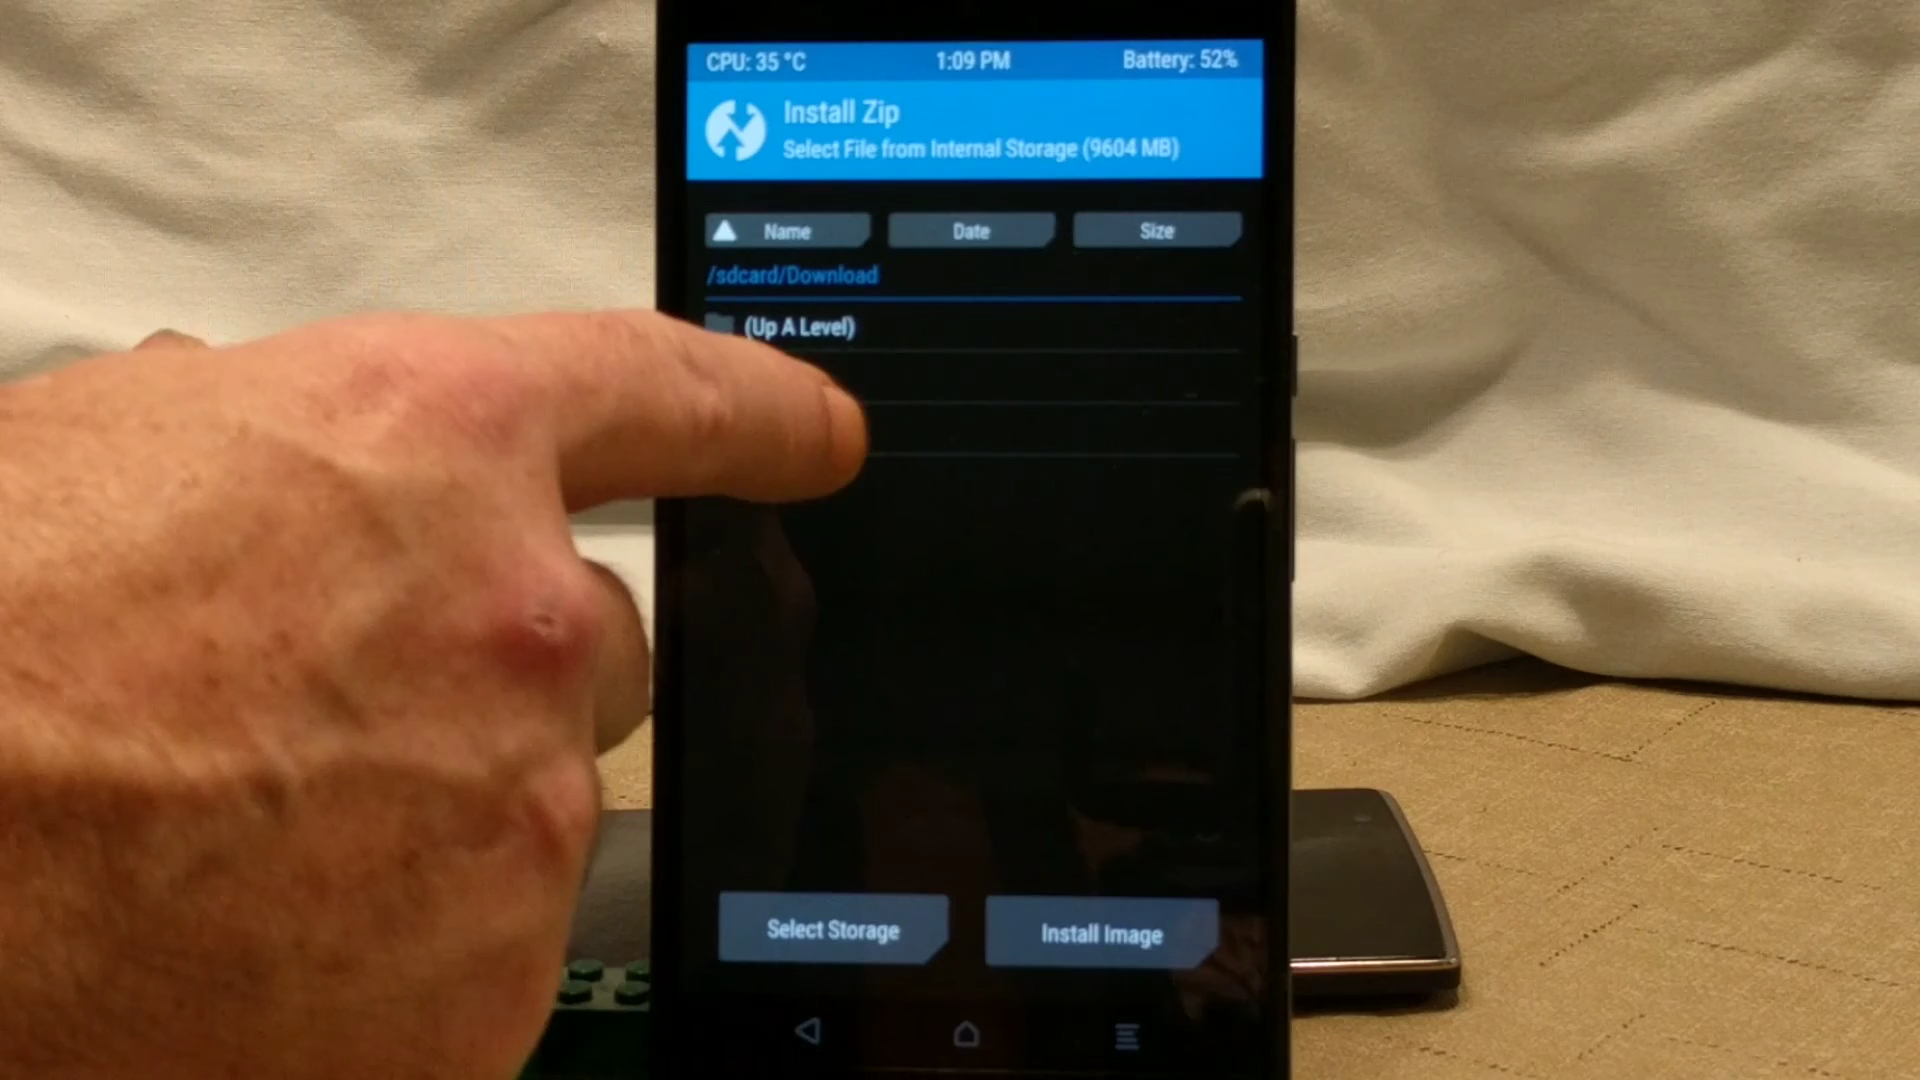 CPU: 35 °C 1:09 PM Battery: 52%
Install Zip
Select File from Internal Storage (9604 MB)
Name Date Size
/sdcard/Download
(Up A Level)
Select Storage Install Image